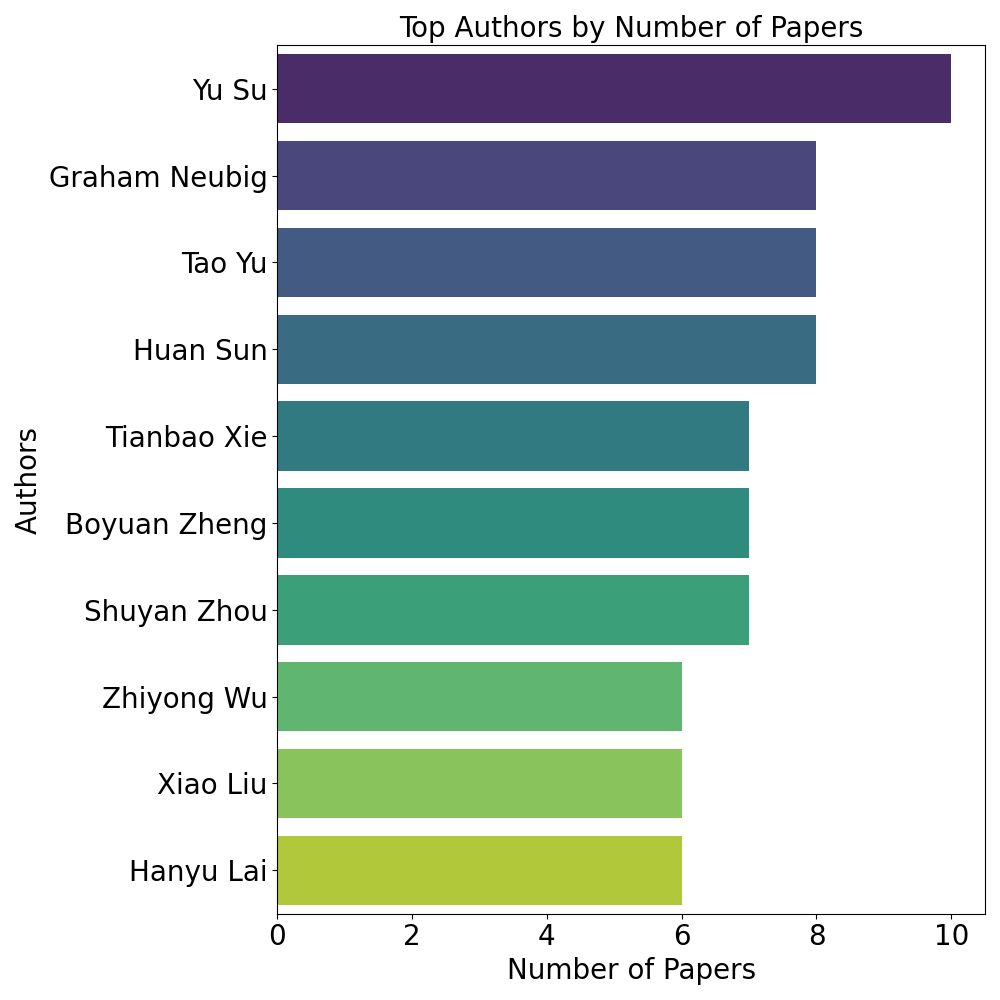 Top Authors by Number of Papers
Yu Su
Graham Neubig
Tao Yu
Huan Sun
Tianbao Xie
Boyuan Zheng
Shuyan Zhou
Zhiyong Wu
Xiao Liu
Hanyu Lai
Authors
0 2 4 6 8 10
Number of Papers